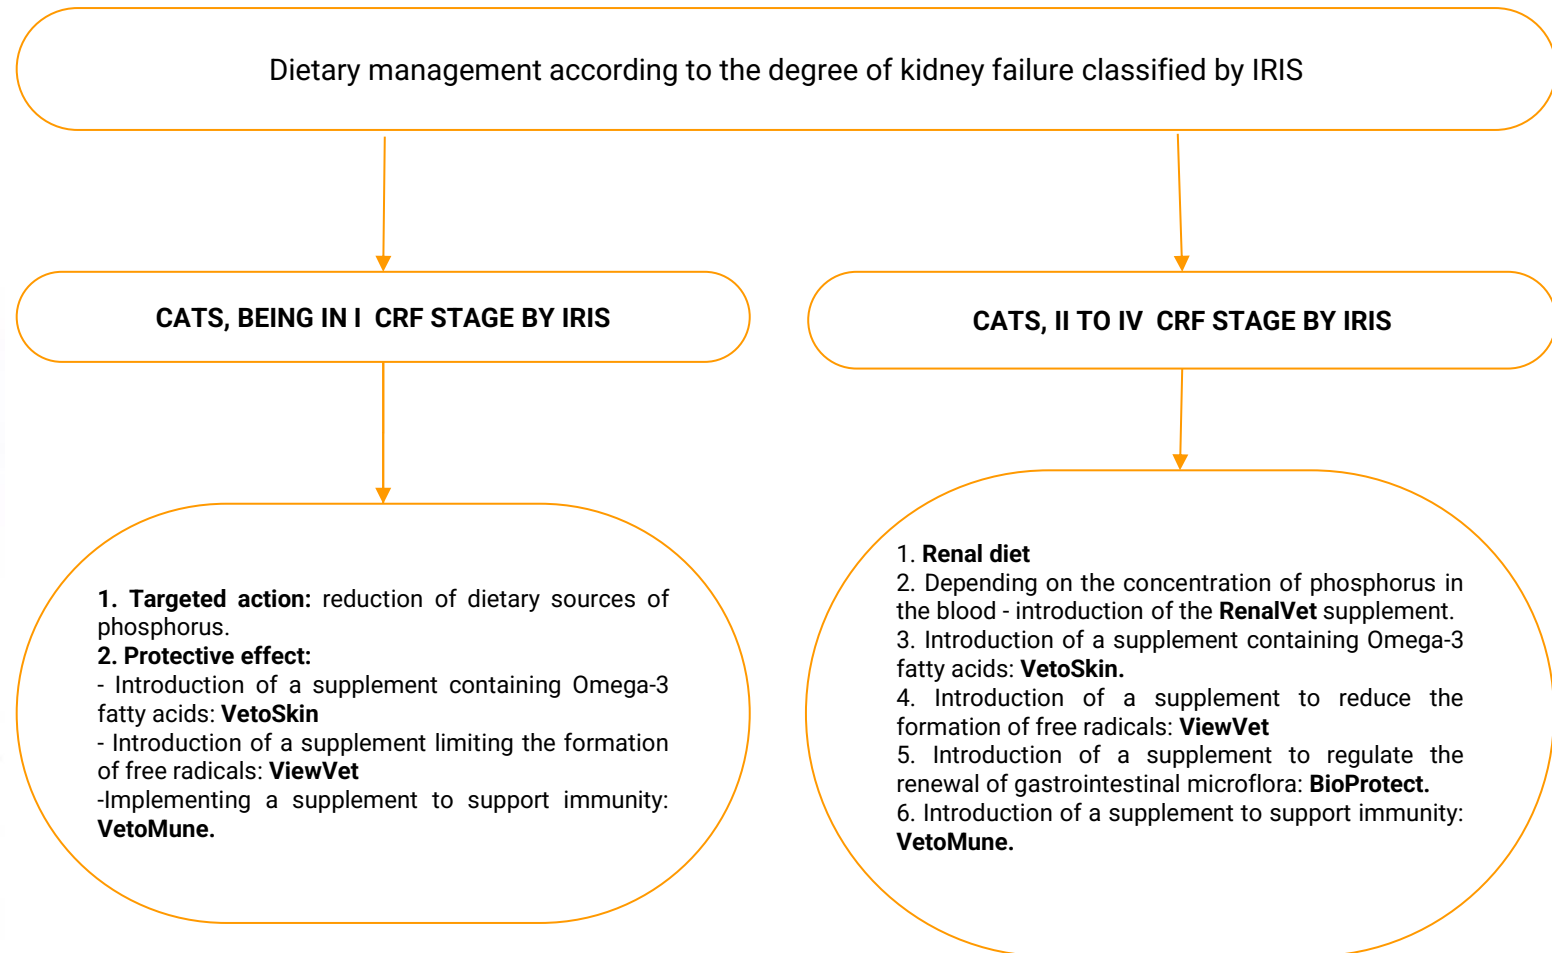 Dietary management according to the degree of kidney failure classified by IRIS
CATS, BEING IN I CRF STAGE BY IRIS
1. Targeted action: reduction of dietary sources of
phosphorus.
2. Protective effect:
- Introduction of a supplement containing Omega-3
fatty acids: VetoSkin
- Introduction of a supplement limiting the formation
of free radicals: ViewVet
-Implementing a supplement to support immunity:
VetoMune.
CATS, II TO IV CRF STAGE BY IRIS
1. Renal diet
2. Depending on the concentration of phosphorus in
the blood - introduction of the RenalVet supplement.
3. Introduction of a supplement containing Omega-3
fatty acids: VetoSkin.
4. Introduction of a supplement to reduce the
formation of free radicals: ViewVet
5. Introduction of a supplement to regulate the
renewal of gastrointestinal microflora: BioProtect.
6. Introduction of a supplement to support immunity:
VetoMune.